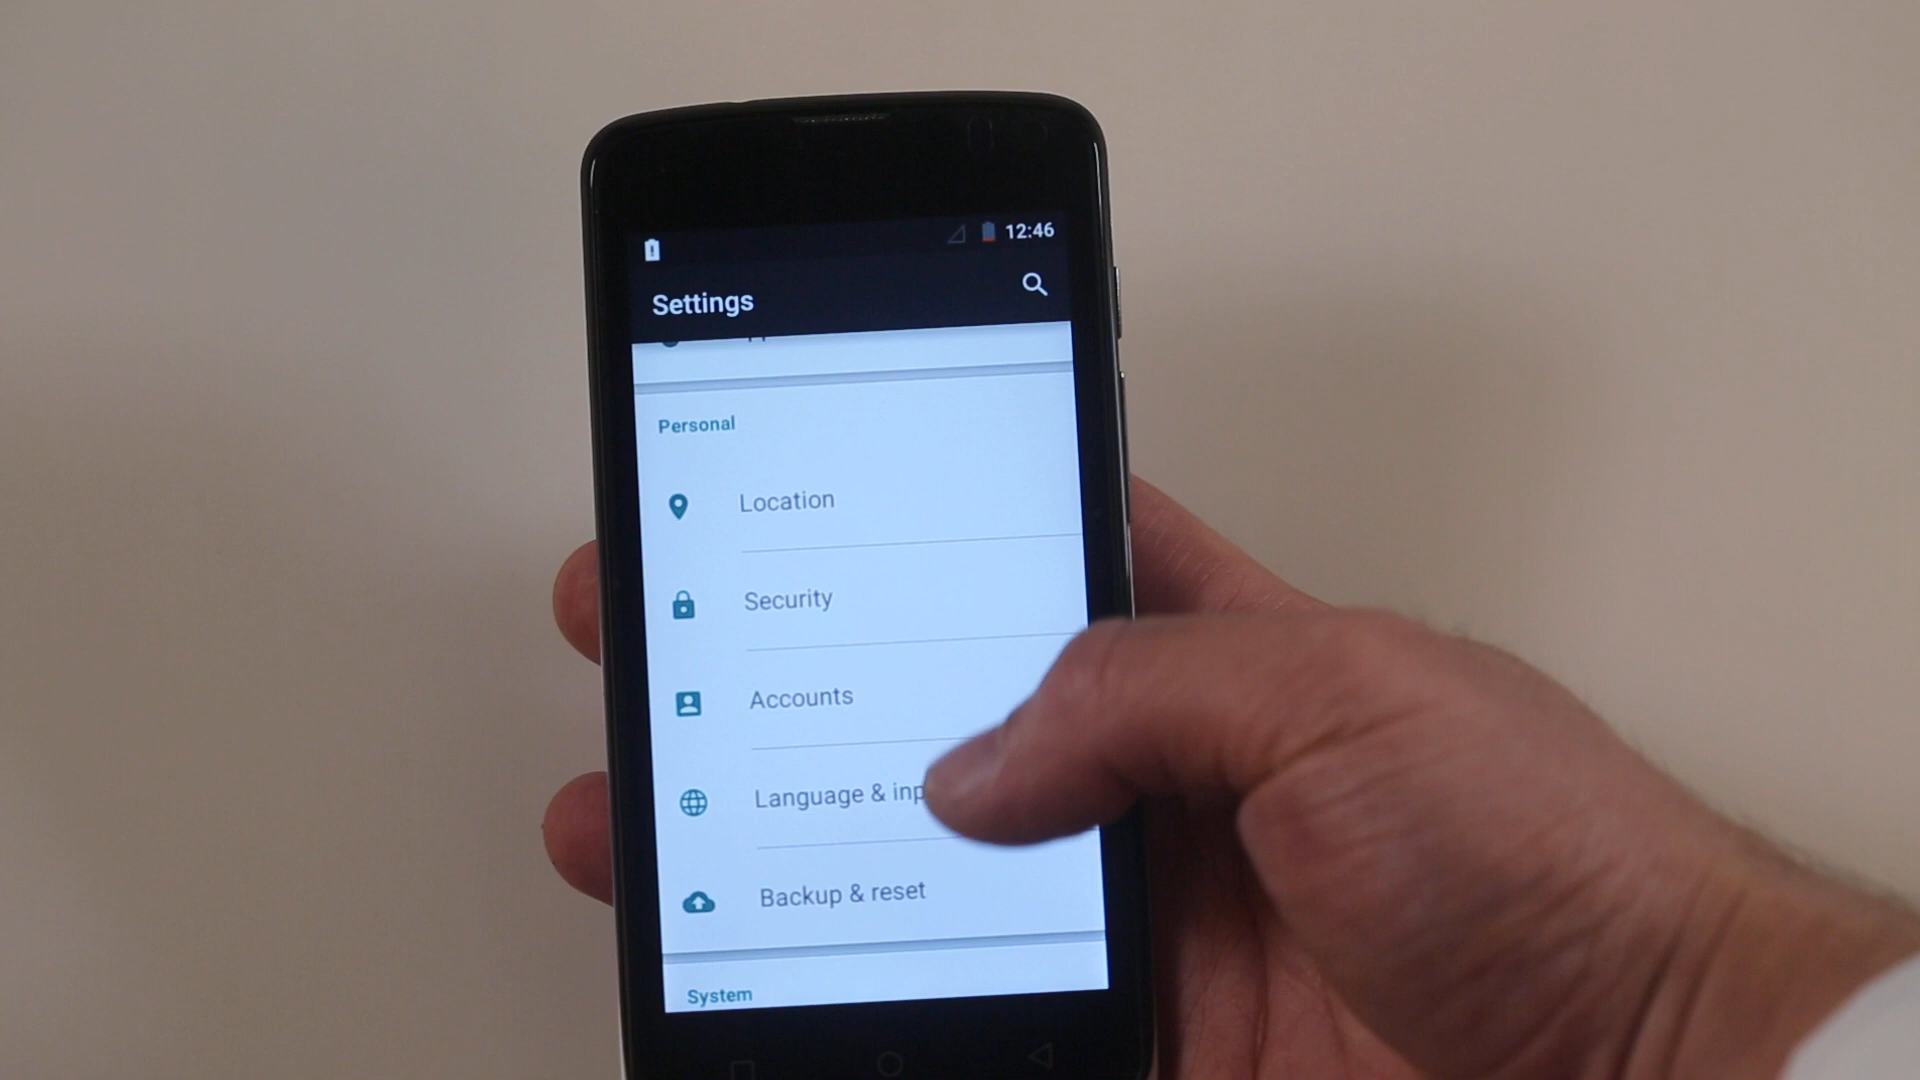 12:46
Settings
Personal
Location
Security
Accounts
Language & inp
Backup & reset
System